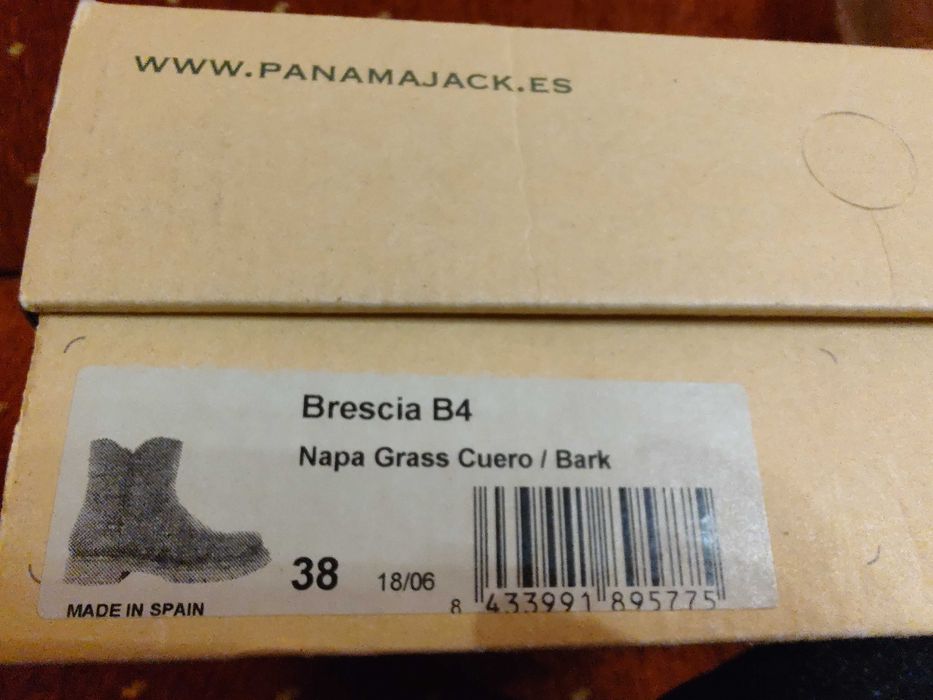 WWW.PANAMAJACK.ES
Brescia B4
Napa Grass Cuero / Bark
38 18/06
8 433991 895775
MADE IN SPAIN